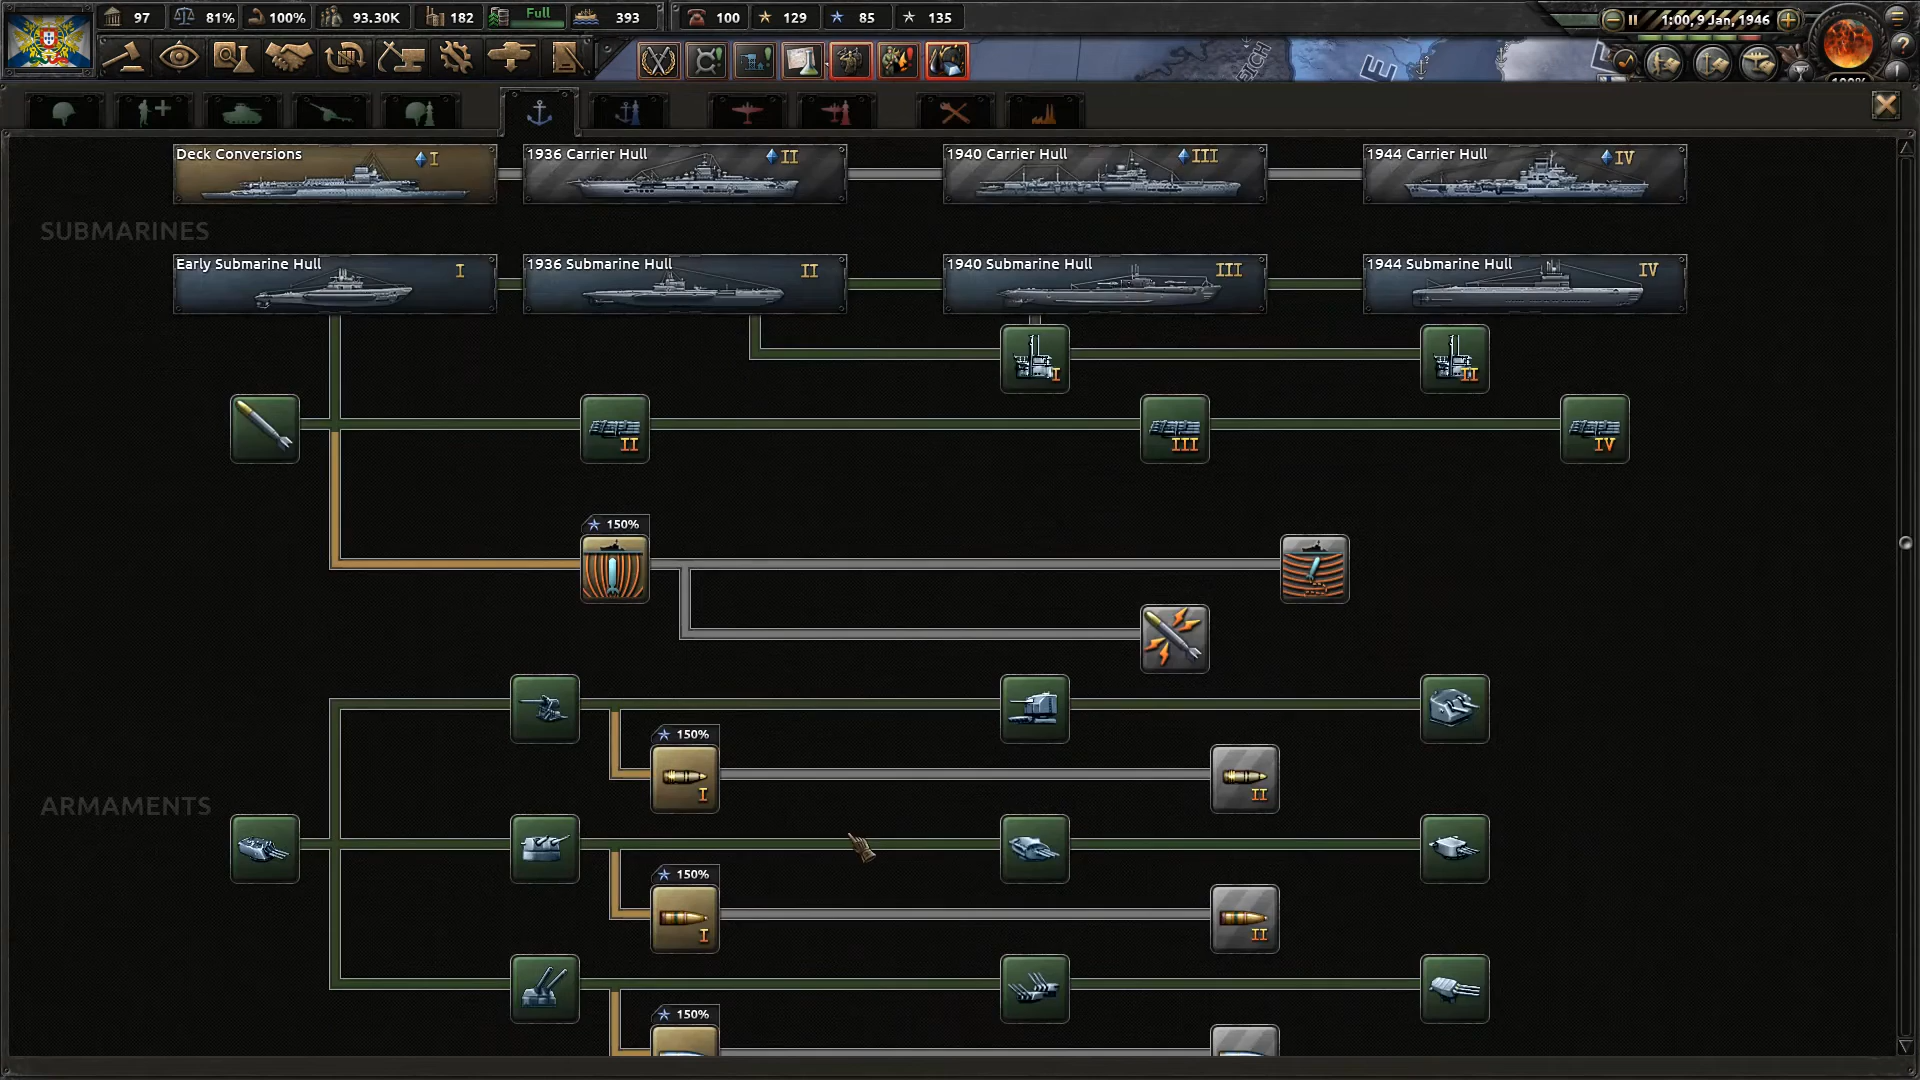 97 81% 100% 93.30K 182 Full 393 100 129 85 135 1:00, 9 Jan, 1946
100%
Deck Conversions I 1936 Carrier Hull II 1940 Carrier Hull III 1944 Carrier Hull IV
SUBMARINES
Early Submarine Hull I 1936 Submarine Hull II 1940 Submarine Hull III 1944 Submarine Hull IV
I II
II III IV
150%
150%
I II
ARMAMENTS
150%
I II
150%